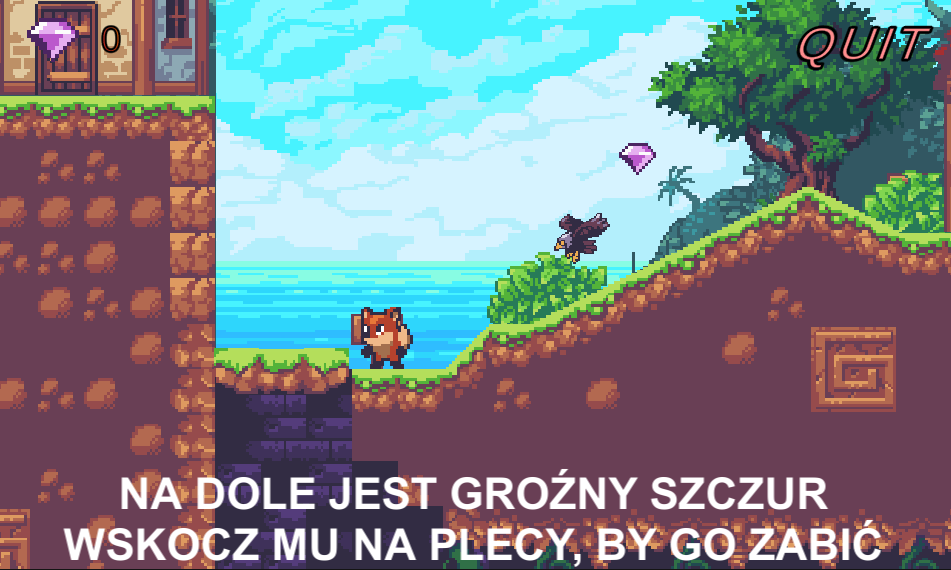 0
QUIT
NA DOLE JEST GROŹNY SZCZUR
WSKOCZ MU NA PLECY, BY GO ZABIĆ